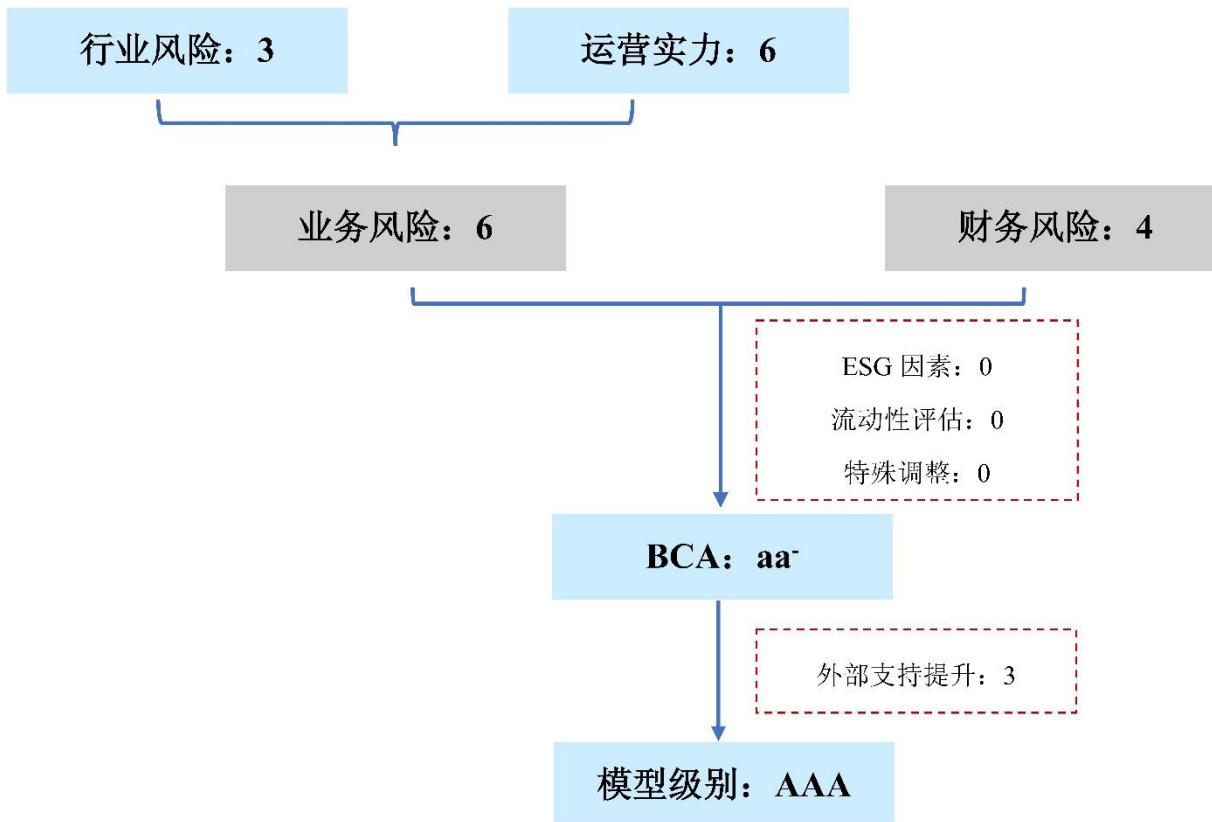 行业风险：3
运营实力：6
业务风险：6
财务风险：4
ESG 因素：0
流动性评估：0
特殊调整：0
BCA：aa-
外部支持提升：3
模型级别：AAA